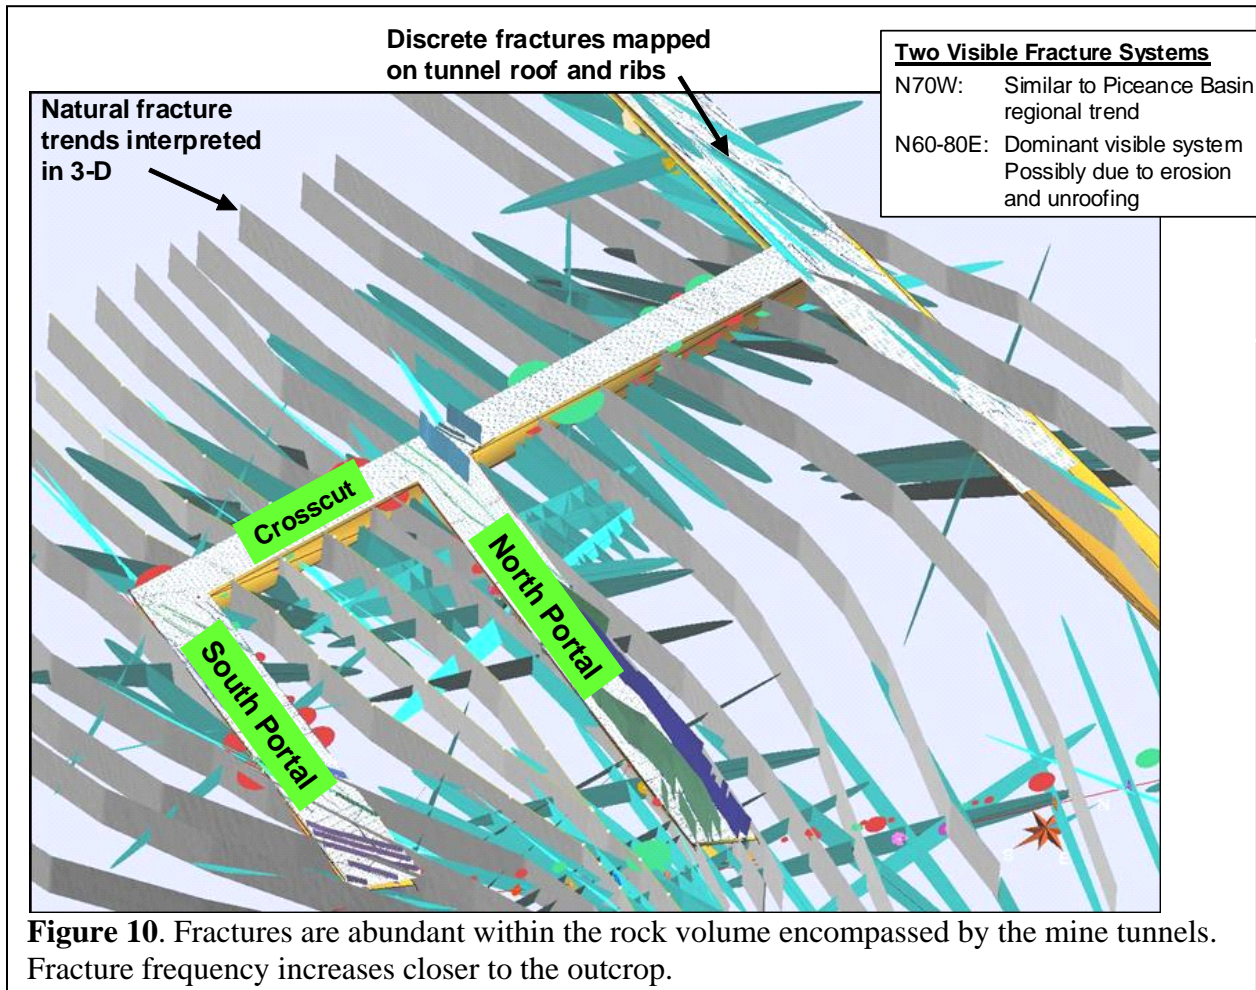 Discrete fractures mapped
on tunnel roof and ribs
Two Visible Fracture Systems
N70W: Similar to Piceance Basin
regional trend
N60-80E: Dominant visible system
Possibly due to erosion
and unroofing
Natural fracture
trends interpreted
in 3-D
Crosscut
North Portal
South Portal
N
S
E
Figure 10. Fractures are abundant within the rock volume encompassed by the mine tunnels.
Fracture frequency increases closer to the outcrop.